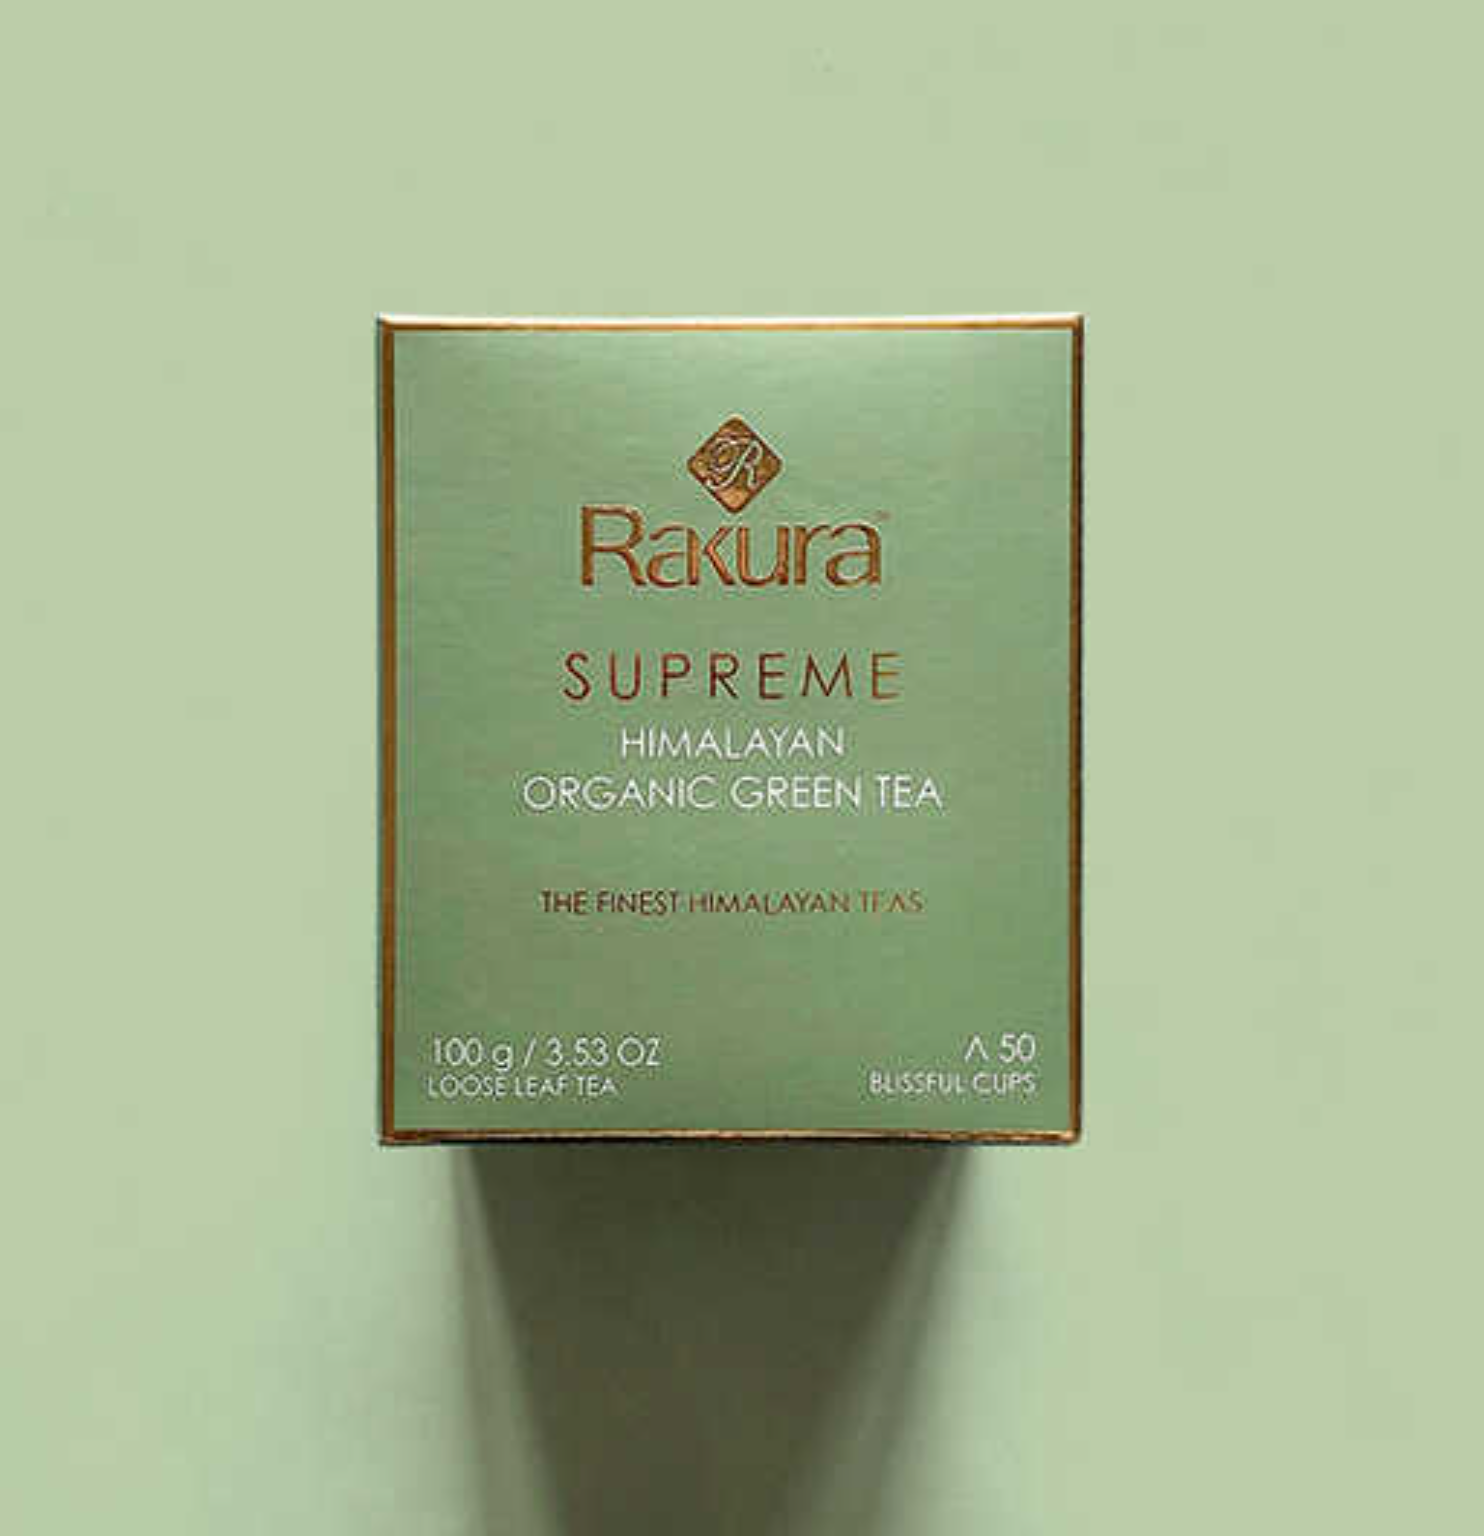 R
Rakura
SUPREME
HIMALAYAN
ORGANIC GREEN TEA
THE FINEST HIMALAYAN TEAS
100 g / 3.53 OZ
LOOSE LEAF TEA
Λ 50
BLISSFUL CUPS